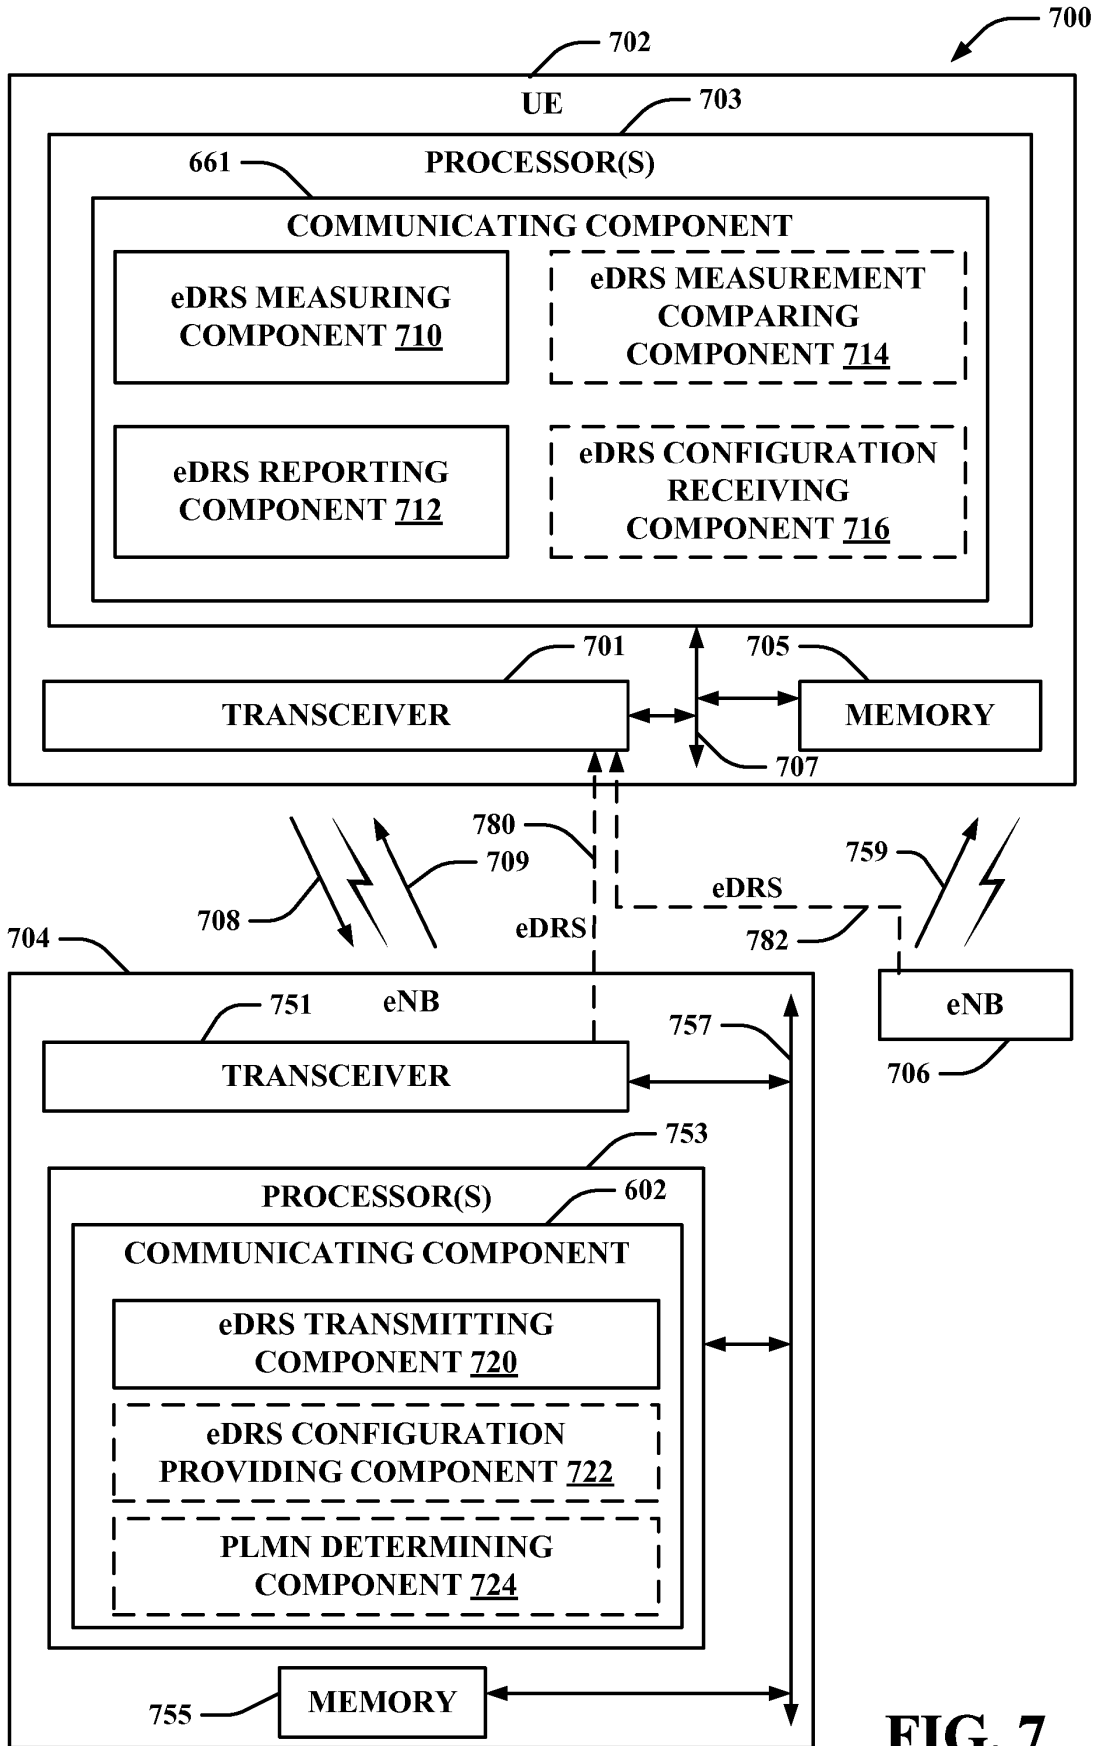 700
702
UE
703
PROCESSOR(S)
661
COMMUNICATING COMPONENT
eDRS MEASURING
COMPONENT 710
eDRS MEASUREMENT
COMPARING
COMPONENT 714
eDRS REPORTING
COMPONENT 712
eDRS CONFIGURATION
RECEIVING
COMPONENT 716
701
705
TRANSCEIVER
MEMORY
707
780
709
759
708
eDRS
eDRS
782
704
751
eNB
757
eNB
706
TRANSCEIVER
753
PROCESSOR(S)
602
COMMUNICATING COMPONENT
eDRS TRANSMITTING
COMPONENT 720
eDRS CONFIGURATION
PROVIDING COMPONENT 722
PLMN DETERMINING
COMPONENT 724
755
MEMORY
FIG. 7